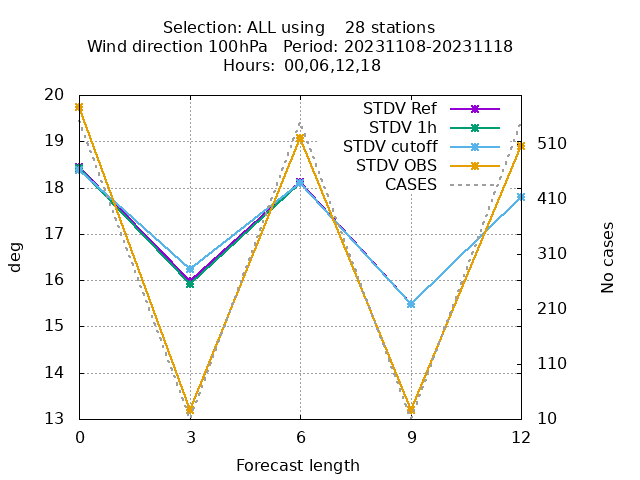 Selection: ALL using    28 stations
Wind direction 100hPa   Period: 20231108-20231118
Hours:  00,06,12,18
STDV Ref
STDV 1h
STDV cutoff
STDV OBS
CASES
20
19
18
17
16
15
14
13
deg
510
410
310
210
110
10
No cases
0 3 6 9 12
Forecast length